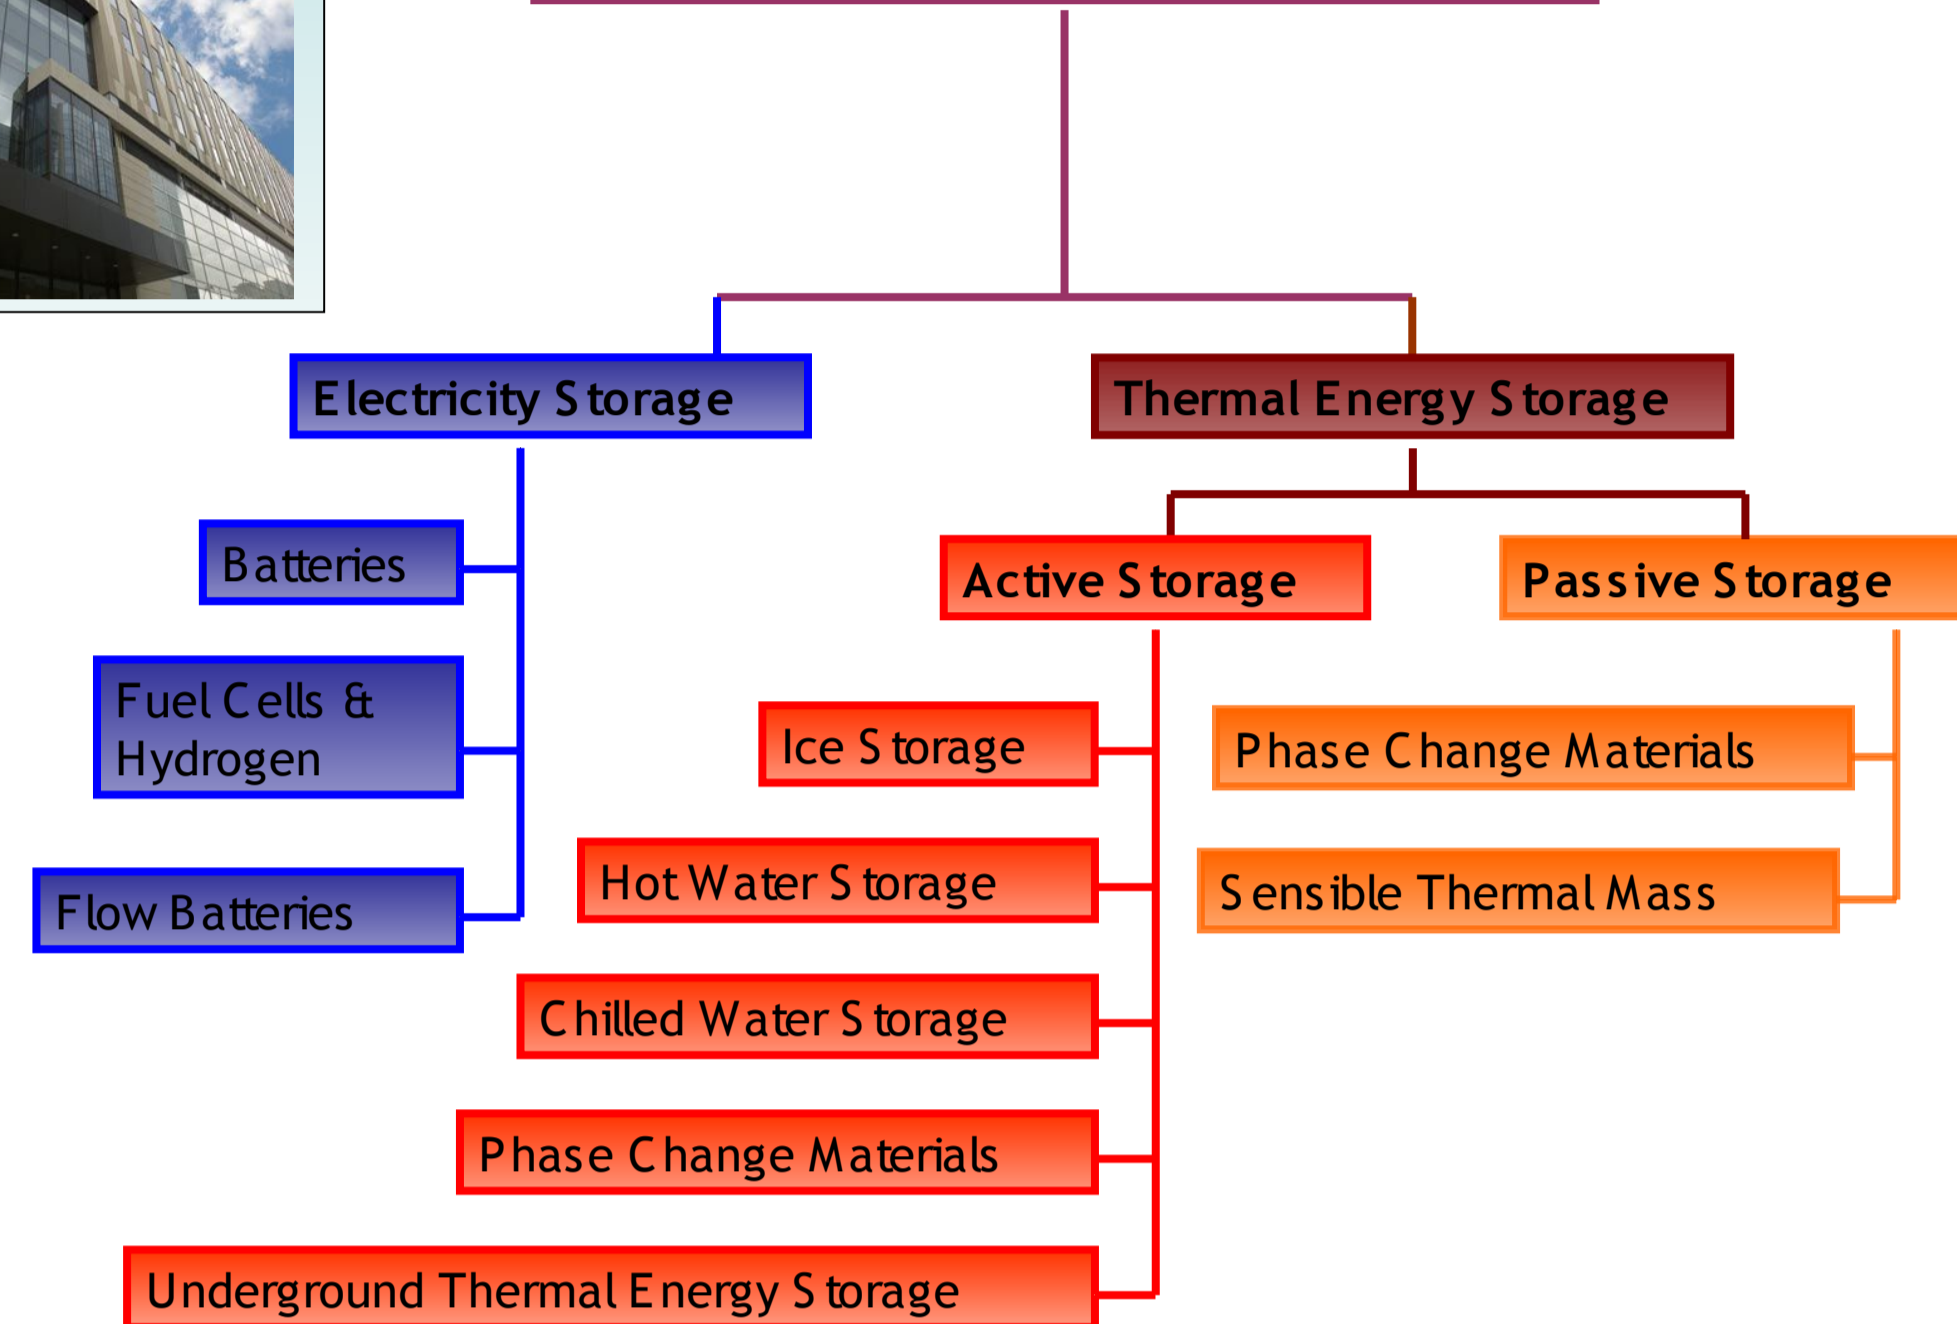 Electricity Storage
Thermal Energy Storage
Batteries
Fuel Cells &
Hydrogen
Flow Batteries
Active Storage
Ice Storage
Hot Water Storage
Chilled Water Storage
Phase Change Materials
Underground Thermal Energy Storage
Passive Storage
Phase Change Materials
Sensible Thermal Mass